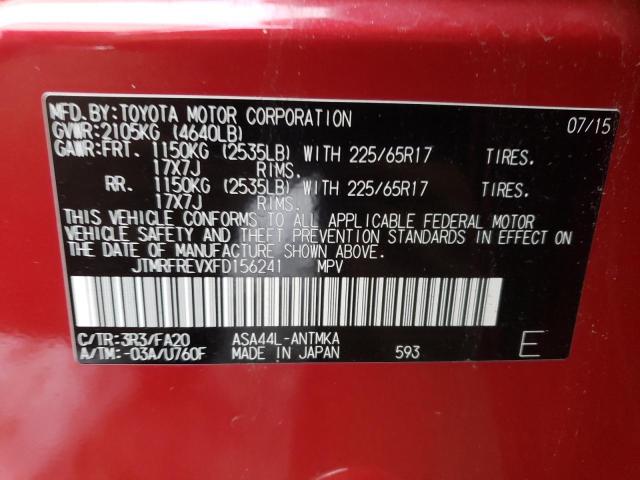 MFD.BY:TOYOTA MOTOR CORPORATION 07/15
GVWR:2105KG (4640LB)
GAWR:FRT. 1150KG (2535LB) WITH 225/65R17 TIRES.
17X7J RIMS.
RR. 1150KG (2535LB) WITH 225/65R17 TIRES.
17X7J RIMS.
THIS VEHICLE CONFORMS TO ALL APPLICABLE FEDERAL MOTOR
VEHICLE SAFETY AND THEFT PREVENTION STANDARDS IN EFFECT ON
THE DATE OF MANUFACTURE SHOWN ABOVE.
JTMRFREVXFD156241 MPV
C/TR:3R3/FA20 ASA44L-ANTMKA
A/TM:-03A/U760F MADE IN JAPAN 593 E